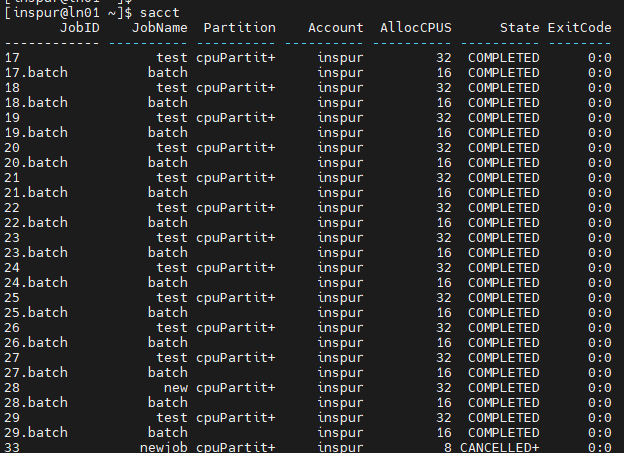 [inspur@ln01 ~]$
[inspur@ln01 ~]$ sacct
JobID JobName Partition Account AllocCPUS State ExitCode
------------ ---------- ---------- ---------- ---------- ---------- --------
17 test cpuPartit+ inspur 32 COMPLETED 0:0
17.batch batch inspur 16 COMPLETED 0:0
18 test cpuPartit+ inspur 32 COMPLETED 0:0
18.batch batch inspur 16 COMPLETED 0:0
19 test cpuPartit+ inspur 32 COMPLETED 0:0
19.batch batch inspur 16 COMPLETED 0:0
20 test cpuPartit+ inspur 32 COMPLETED 0:0
20.batch batch inspur 16 COMPLETED 0:0
21 test cpuPartit+ inspur 32 COMPLETED 0:0
21.batch batch inspur 16 COMPLETED 0:0
22 test cpuPartit+ inspur 32 COMPLETED 0:0
22.batch batch inspur 16 COMPLETED 0:0
23 test cpuPartit+ inspur 32 COMPLETED 0:0
23.batch batch inspur 16 COMPLETED 0:0
24 test cpuPartit+ inspur 32 COMPLETED 0:0
24.batch batch inspur 16 COMPLETED 0:0
25 test cpuPartit+ inspur 32 COMPLETED 0:0
25.batch batch inspur 16 COMPLETED 0:0
26 test cpuPartit+ inspur 32 COMPLETED 0:0
26.batch batch inspur 16 COMPLETED 0:0
27 test cpuPartit+ inspur 32 COMPLETED 0:0
27.batch batch inspur 16 COMPLETED 0:0
28 new cpuPartit+ inspur 32 COMPLETED 0:0
28.batch batch inspur 16 COMPLETED 0:0
29 test cpuPartit+ inspur 32 COMPLETED 0:0
29.batch batch inspur 16 COMPLETED 0:0
33 newjob cpuPartit+ inspur 8 CANCELLED+ 0:0